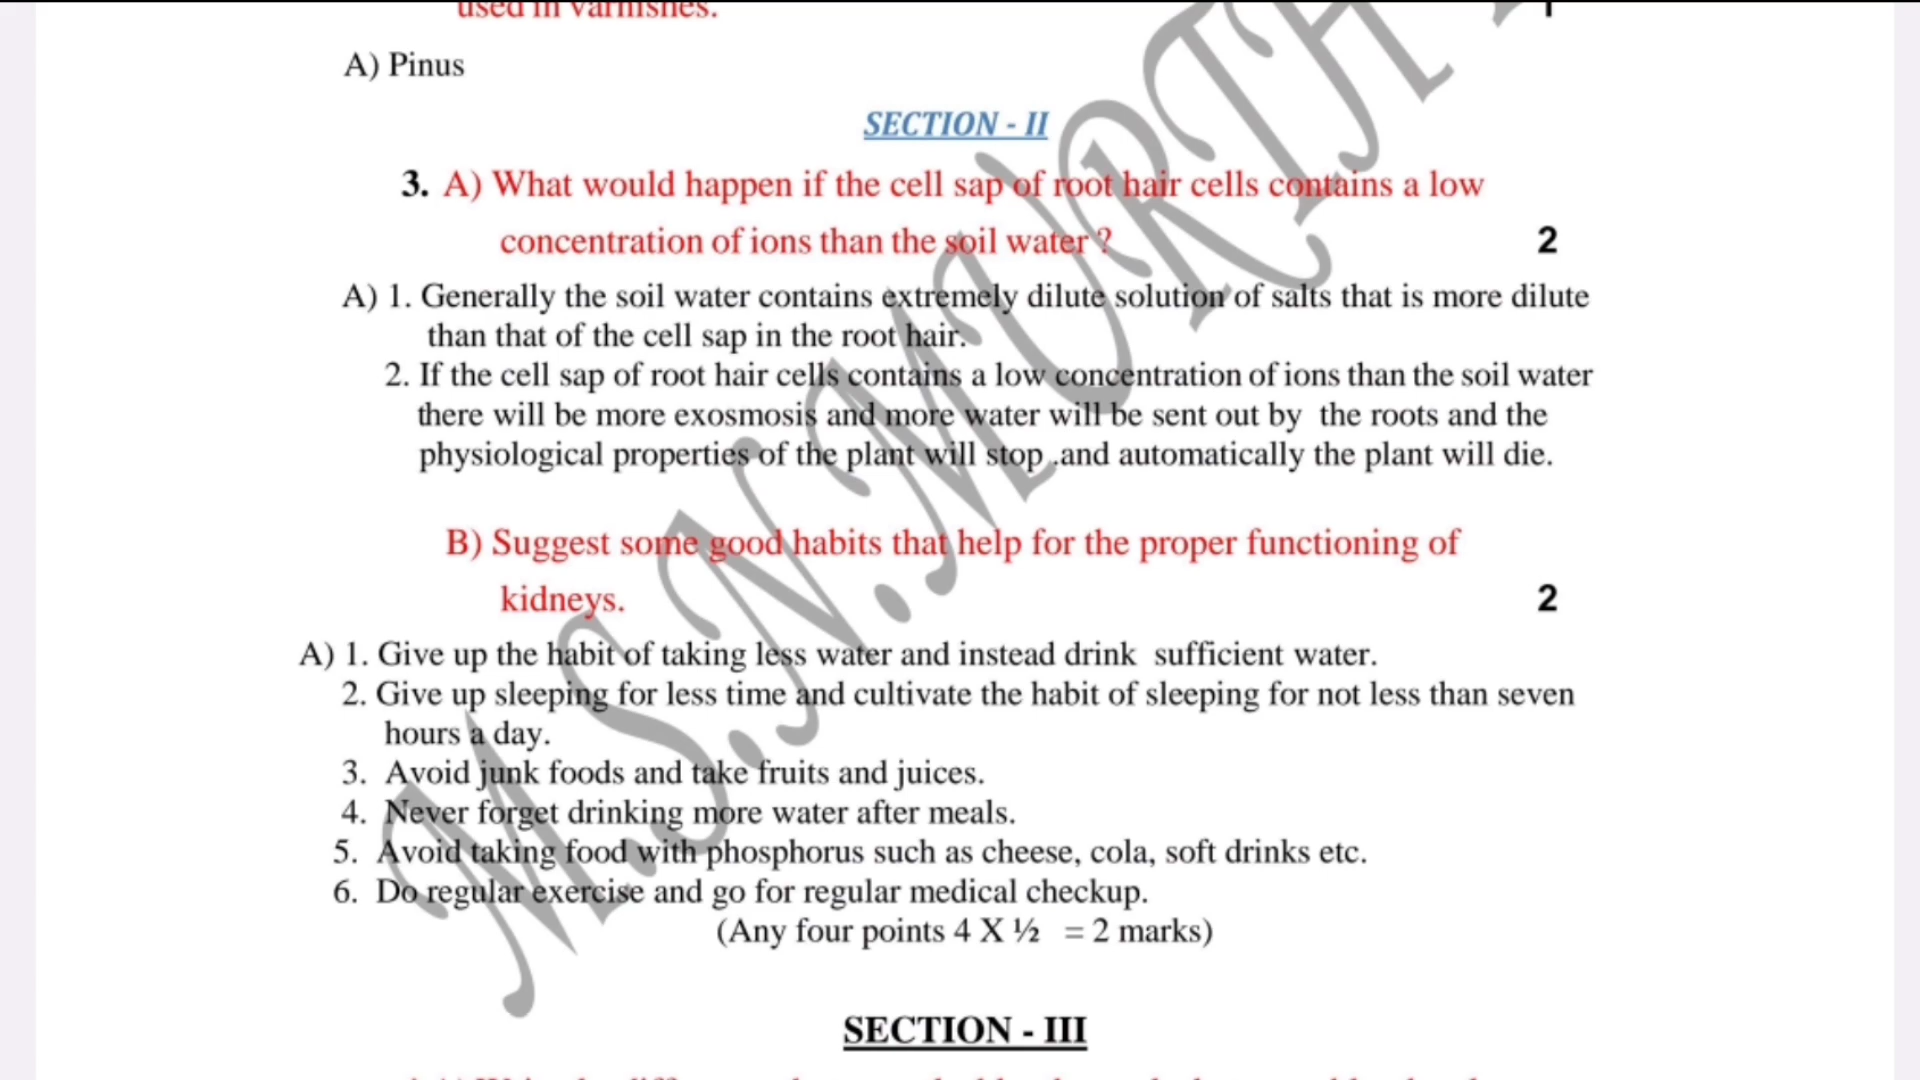 used in varnishes.
A) Pinus
SECTION - II
3. A) What would happen if the cell sap of root hair cells contains a low
concentration of ions than the soil water ? 2
A) 1. Generally the soil water contains extremely dilute solution of salts that is more dilute
than that of the cell sap in the root hair.
2. If the cell sap of root hair cells contains a low concentration of ions than the soil water
there will be more exosmosis and more water will be sent out by the roots and the
physiological properties of the plant will stop .and automatically the plant will die.
B) Suggest some good habits that help for the proper functioning of
kidneys. 2
A) 1. Give up the habit of taking less water and instead drink sufficient water.
2. Give up sleeping for less time and cultivate the habit of sleeping for not less than seven
hours a day.
3. Avoid junk foods and take fruits and juices.
4. Never forget drinking more water after meals.
5. Avoid taking food with phosphorus such as cheese, cola, soft drinks etc.
6. Do regular exercise and go for regular medical checkup.
(Any four points 4 X ½ = 2 marks)
SECTION - III
M.S.N.MURTH